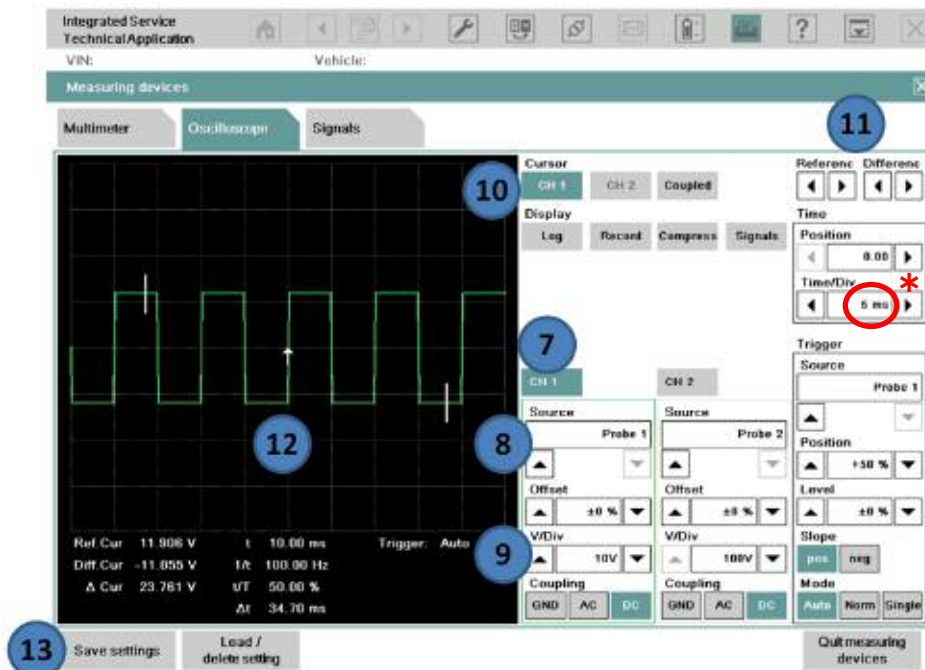 Integrated Service
Technical Application
?
VIN:
Vehicle:
Measuring devices
Multimeter
Oscilloscope
Signals
11
10
Cursor
CH 1
CH 2
Coupled
Referenc
Differenc
Display
Log
Record
Compress
Signals
Time
Position
0.00
Time/Div
*
5 ms
7
CH 1
CH 2
Trigger
Source
Probe 1
12
8
Source
Probe 1
Source
Probe 2
Position
+50 %
Offset
±0 %
Offset
±0 %
Level
±0 %
9
V/Div
10V
V/Div
100V
Slope
pos
neg
Coupling
GND
AC
DC
Coupling
GND
AC
DC
Mode
Auto
Norm
Single
Ref.Cur 11.906 V t 10.00 ms Trigger: Auto
Diff.Cur -11.855 V 1/t 100.00 Hz
Δ Cur 23.761 V t/T 50.00 %
Δt 34.70 ms
13
Save settings
Load /
delete setting
Quit measuring
devices